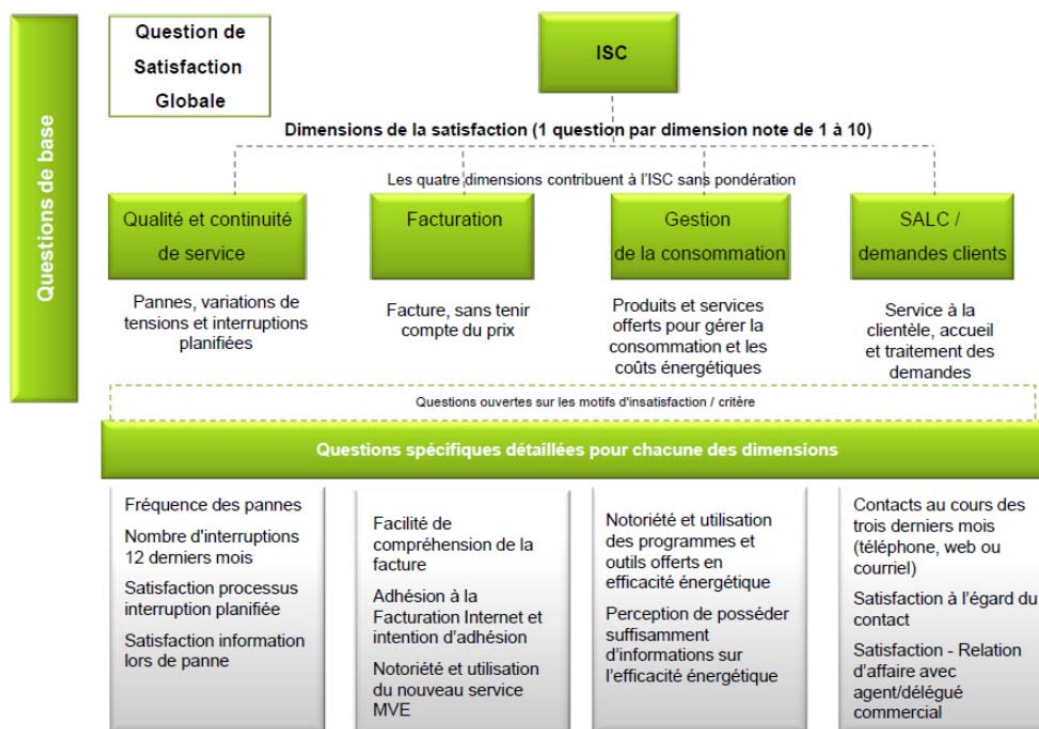 Questions de base
Question de
Satisfaction
Globale
ISC
Dimensions de la satisfaction (1 question par dimension note de 1 à 10)
Les quatre dimensions contribuent à l'ISC sans pondération
Qualité et continuité
de service
Facturation
Gestion
de la consommation
SALC /
demandes clients
Pannes, variations de
tensions et interruptions
planifiées
Facture, sans tenir
compte du prix
Produits et services
offerts pour gérer la
consommation et les
coûts énergétiques
Service à la
clientèle, accueil
et traitement des
demandes
Questions ouvertes sur les motifs d'insatisfaction / critère
Questions spécifiques détaillées pour chacune des dimensions
Fréquence des pannes
Nombre d'interruptions
12 derniers mois
Satisfaction processus
interruption planifiée
Satisfaction information
lors de panne
Facilité de
compréhension de la
facture
Adhésion à la
Facturation Internet et
intention d'adhésion
Notoriété et utilisation
du nouveau service
MVE
Notoriété et utilisation
des programmes et
outils offerts en
efficacité énergétique
Perception de posséder
suffisamment
d'informations sur
l'efficacité énergétique
Contacts au cours des
trois derniers mois
(téléphone, web ou
courriel)
Satisfaction à l'égard du
contact
Satisfaction - Relation
d'affaire avec
agent/délégué
commercial